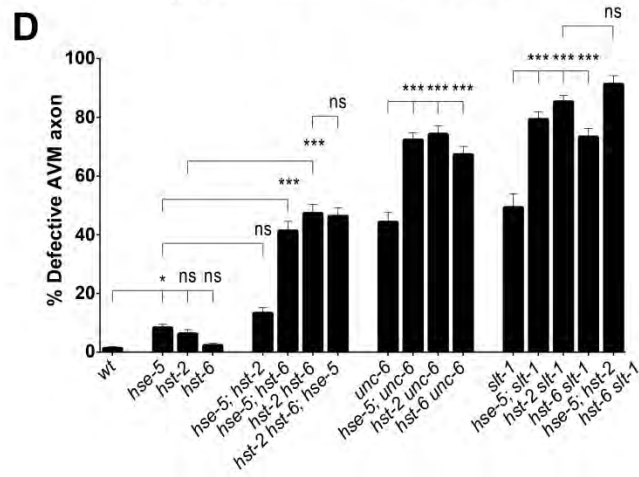 D
% Defective AVM axon
100
80
60
40
20
0
*
ns
ns
ns
***
***
ns
*** *** ***
*** *** ***
ns
wt
hse-5
hst-2
hst-6
hse-5; hst-2
hse-5; hst-6
hst-2 hst-6
hst-2 hst-6; hse-5
unc-6
hse-5; unc-6
hst-2 unc-6
hst-6 unc-6
slt-1
hse-5; slt-1
hst-2 slt-1
hst-6 slt-1
hse-5; hst-2
hst-6 slt-1